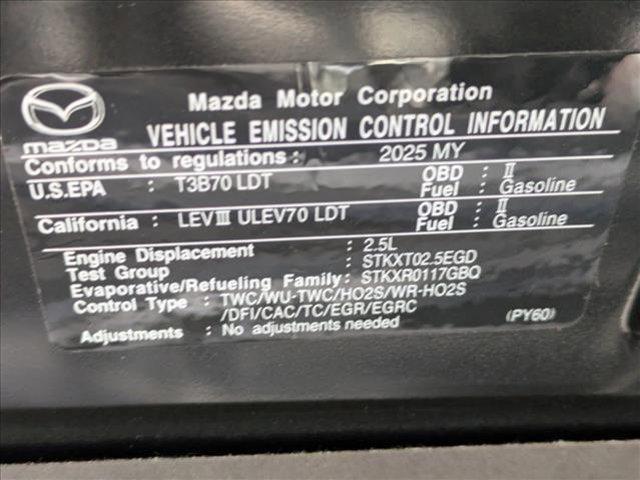 Mazda Motor Corporation
mazda
VEHICLE EMISSION CONTROL INFORMATION
Conforms to regulations : 2025 MY
U.S.EPA : T3B70 LDT OBD : II
Fuel : Gasoline
California : LEVIII ULEV70 LDT OBD : II
Fuel : Gasoline
Engine Displacement : 2.5L
Test Group : STKXT02.5EGD
Evaporative/Refueling Family : STKXR0117GBQ
Control Type : TWC/WU-TWC/HO2S/WR-HO2S
/DFI/CAC/TC/EGR/EGRC
Adjustments : No adjustments needed (PY60)